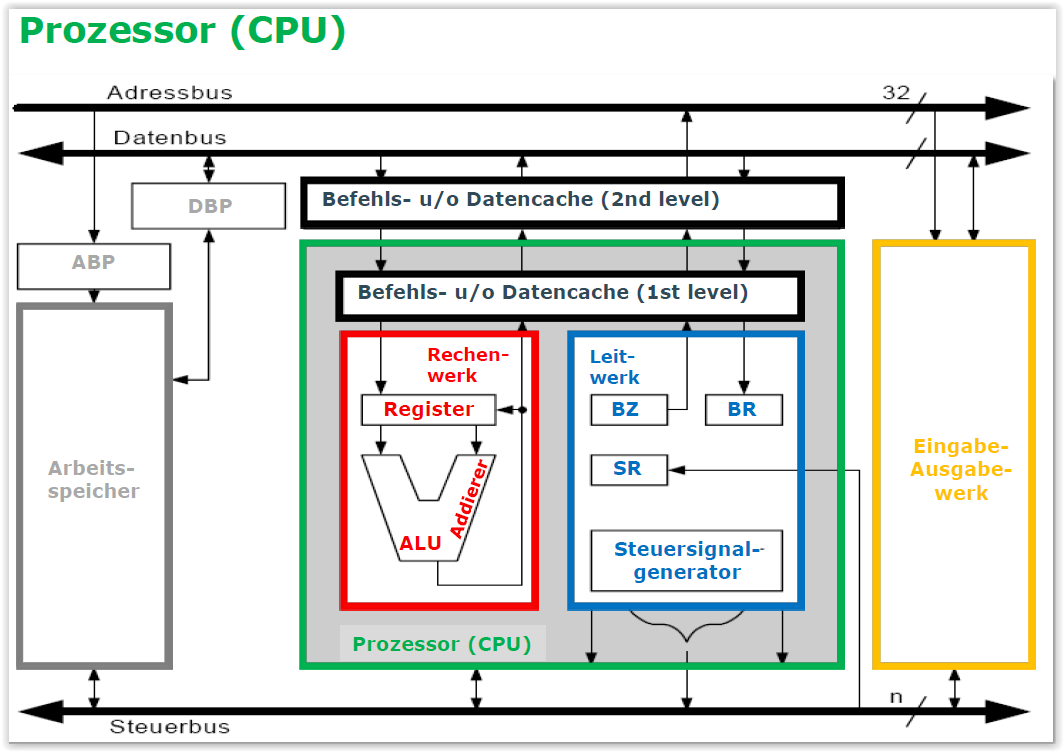 Prozessor (CPU)
Adressbus
32
Datenbus
DBP
Befehls- u/o Datencache (2nd level)
ABP
Befehls- u/o Datencache (1st level)
Rechen-
werk
Register
Addierer
ALU
Leit-
werk
BZ
BR
SR
Steuersignal-
generator
Arbeits-
speicher
Eingabe-
Ausgabe-
werk
Prozessor (CPU)
n
Steuerbus